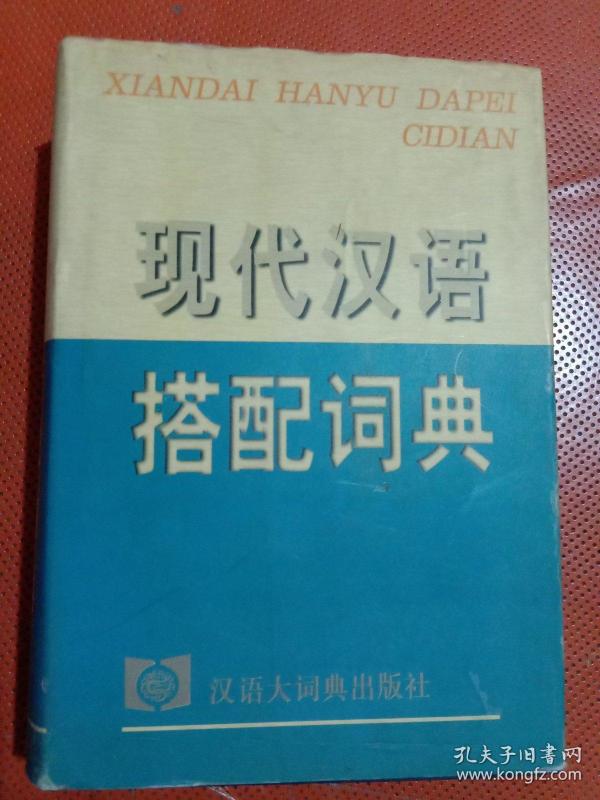 XIANDAI HANYU DAPEI
CIDIAN
现代汉语
搭配词典
汉语大词典出版社
孔夫子旧书网
www.kongfz.com